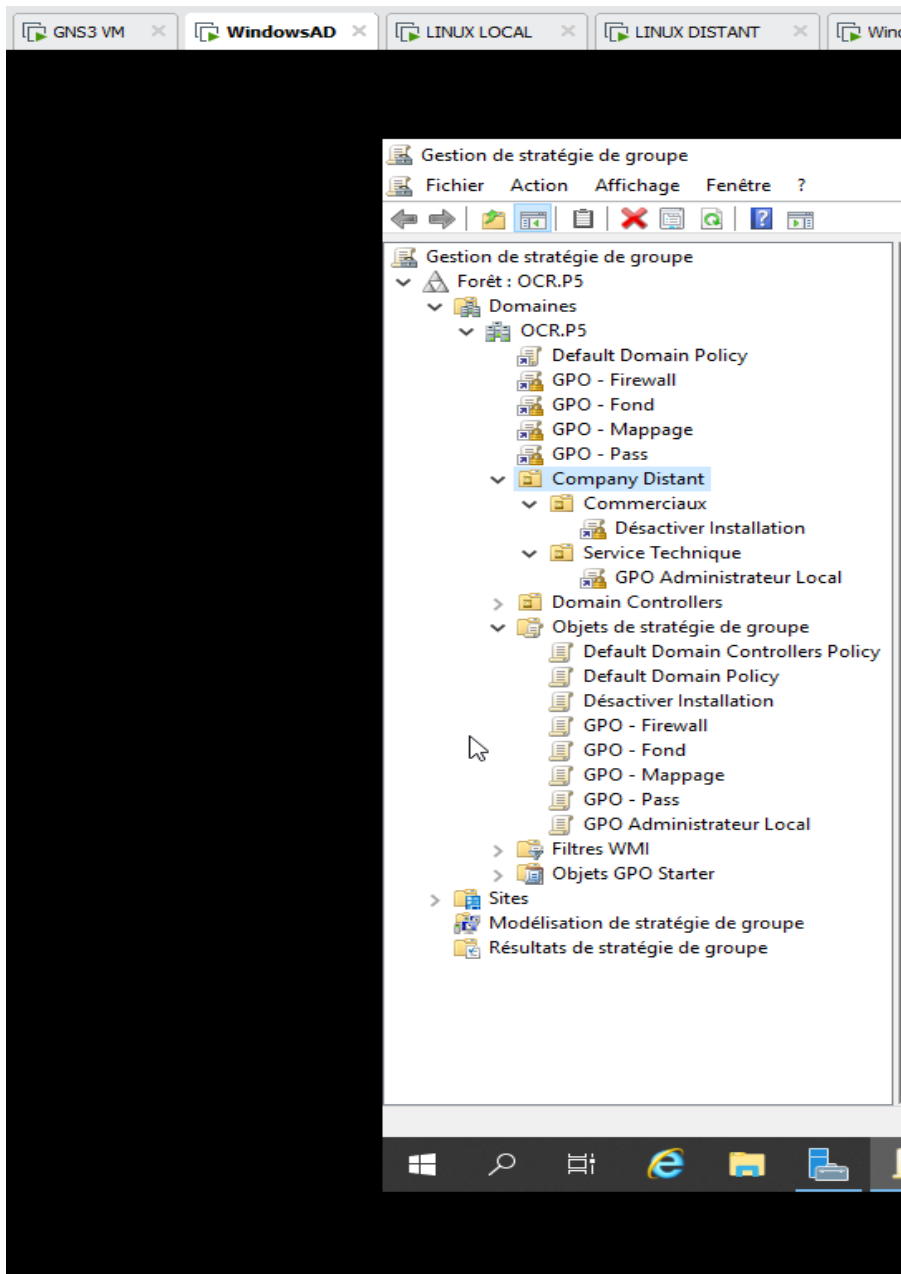 GNS3 VM WindowsAD LINUX LOCAL LINUX DISTANT
Gestion de stratégie de groupe
Fichier Action Affichage Fenêtre ?
Gestion de stratégie de groupe
Forêt : OCR.P5
Domaines
OCR.P5
Default Domain Policy
GPO - Firewall
GPO - Fond
GPO - Mappage
GPO - Pass
Company Distant
Commerciaux
Désactiver Installation
Service Technique
GPO Administrateur Local
Domain Controllers
Objets de stratégie de groupe
Default Domain Controllers Policy
Default Domain Policy
Désactiver Installation
GPO - Firewall
GPO - Fond
GPO - Mappage
GPO - Pass
GPO Administrateur Local
Filtres WMI
Objets GPO Starter
Sites
Modélisation de stratégie de groupe
Résultats de stratégie de groupe